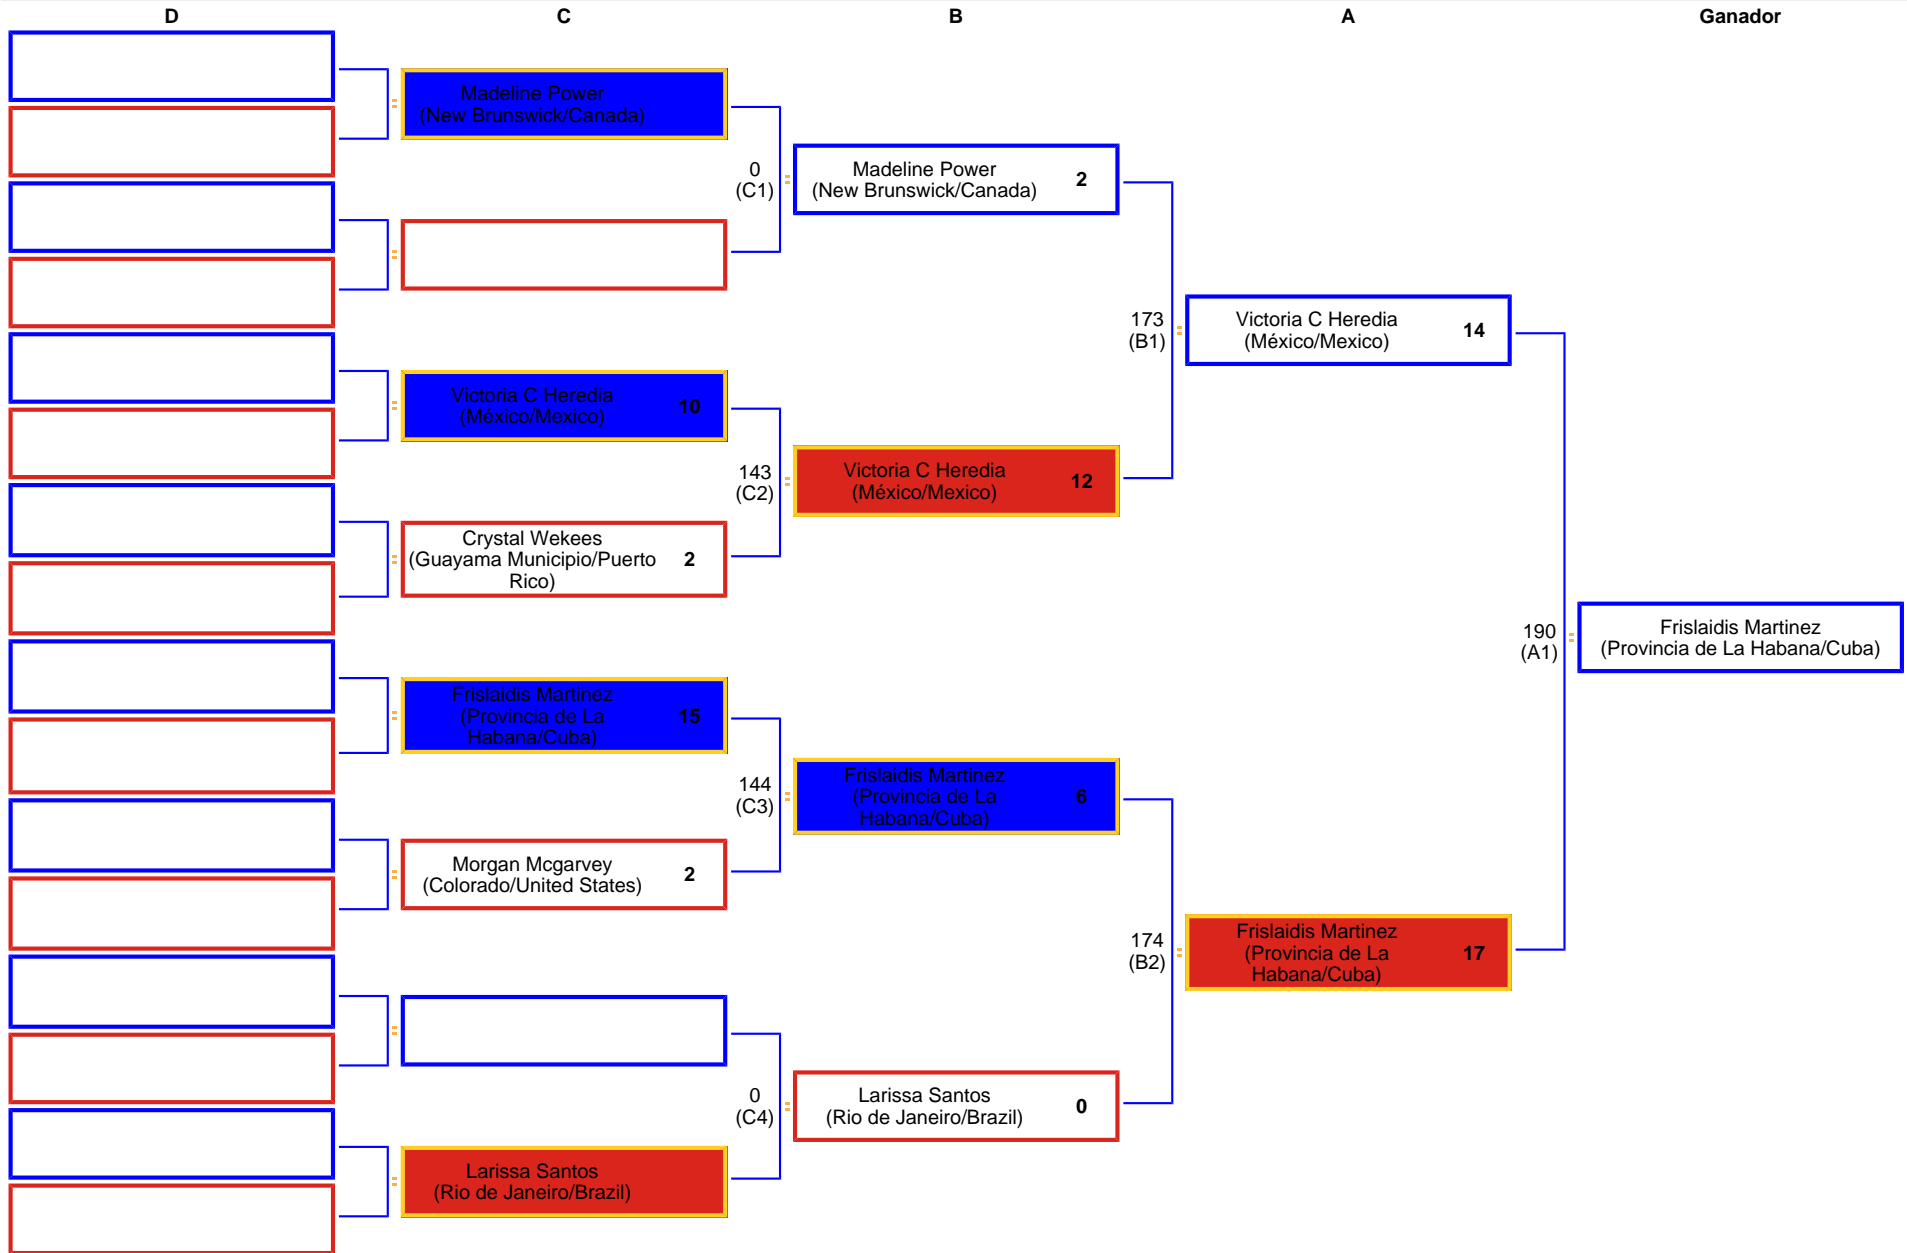 D
C
B
A
Ganador
Madeline Power
(New Brunswick/Canada)
0
(C1)
Madeline Power
(New Brunswick/Canada)
2
Victoria C Heredia
(México/Mexico)
10
143
(C2)
Crystal Wekees
(Guayama Municipio/Puerto
Rico)
2
Victoria C Heredia
(México/Mexico)
12
173
(B1)
Victoria C Heredia
(México/Mexico)
14
Frislaidis Martinez
(Provincia de La
Habana/Cuba)
15
144
(C3)
Morgan Mcgarvey
(Colorado/United States)
2
Frislaidis Martinez
(Provincia de La
Habana/Cuba)
6
174
(B2)
0
(C4)
Larissa Santos
(Rio de Janeiro/Brazil)
Larissa Santos
(Rio de Janeiro/Brazil)
0
Frislaidis Martinez
(Provincia de La
Habana/Cuba)
17
190
(A1)
Frislaidis Martinez
(Provincia de La Habana/Cuba)